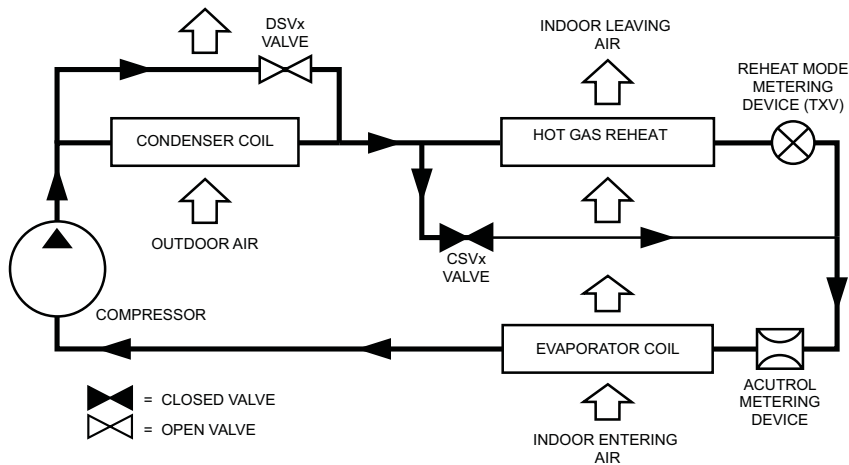 DSVx
VALVE
INDOOR LEAVING
AIR
REHEAT MODE
METERING
DEVICE (TXV)
CONDENSER COIL
HOT GAS REHEAT
OUTDOOR AIR
CSVx
VALVE
COMPRESSOR
EVAPORATOR COIL
ACUTROL
METERING
DEVICE
= CLOSED VALVE
= OPEN VALVE
INDOOR ENTERING
AIR